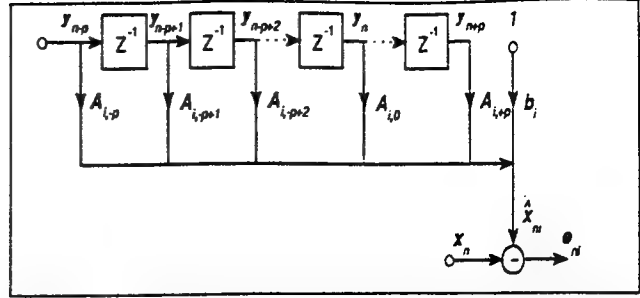 y_{n-p} y_{n-p+1} y_{n-p+2} y_n y_{n+p} 1
Z^{-1} Z^{-1} Z^{-1} Z^{-1}
A_{i,-p} A_{i,-p+1} A_{i,-p+2} A_{i,0} A_{i,+p} b_i
X̂_{ni}
X_n - e_{ni}